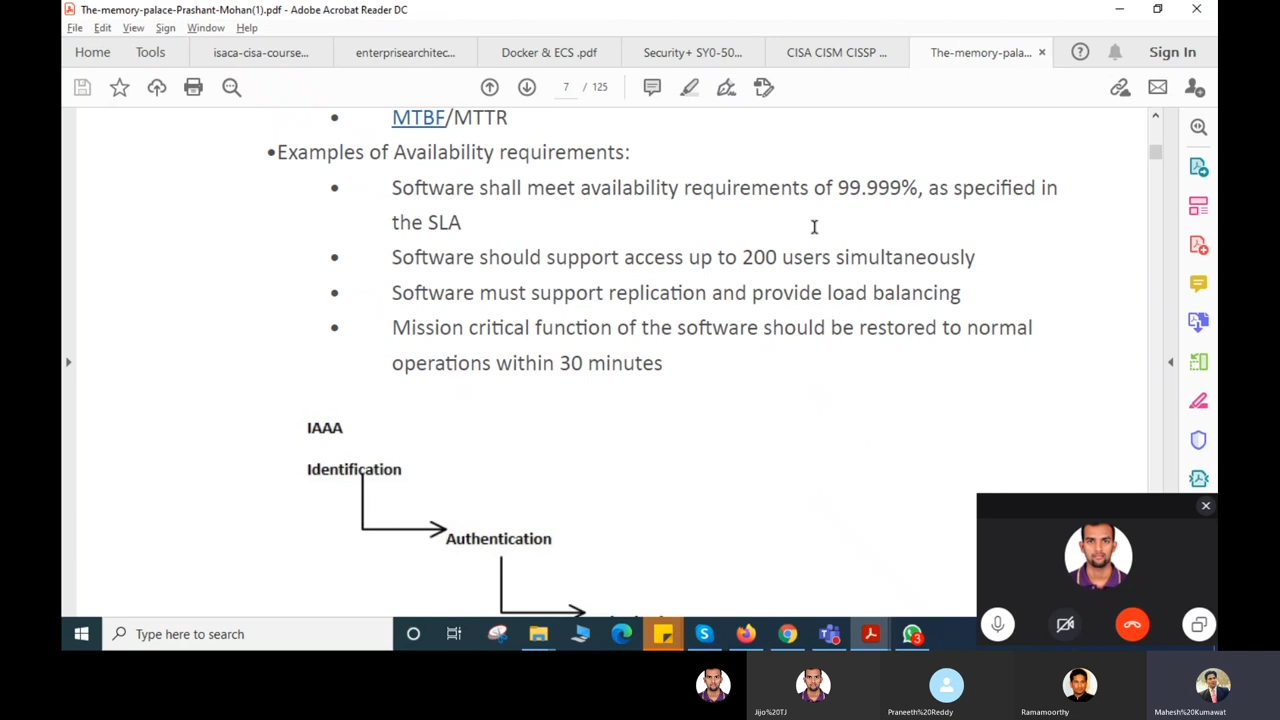 The-memory-palace-Prashant-Mohan(1).pdf - Adobe Acrobat Reader DC
File Edit View Sign Window Help
Home Tools isaca-cisa-course... enterprisearchitec... Docker & ECS .pdf Security+ SY0-50... CISA CISM CISSP ... The-memory-pala... Sign In
7 / 125
• MTBF/MTTR
•Examples of Availability requirements:
• Software shall meet availability requirements of 99.999%, as specified in
the SLA
• Software should support access up to 200 users simultaneously
• Software must support replication and provide load balancing
• Mission critical function of the software should be restored to normal
operations within 30 minutes
IAAA
Identification
Authentication
Type here to search
3
Jijo%20TJ Praneeth%20Reddy Ramamoorthy Mahesh%20Kumawat